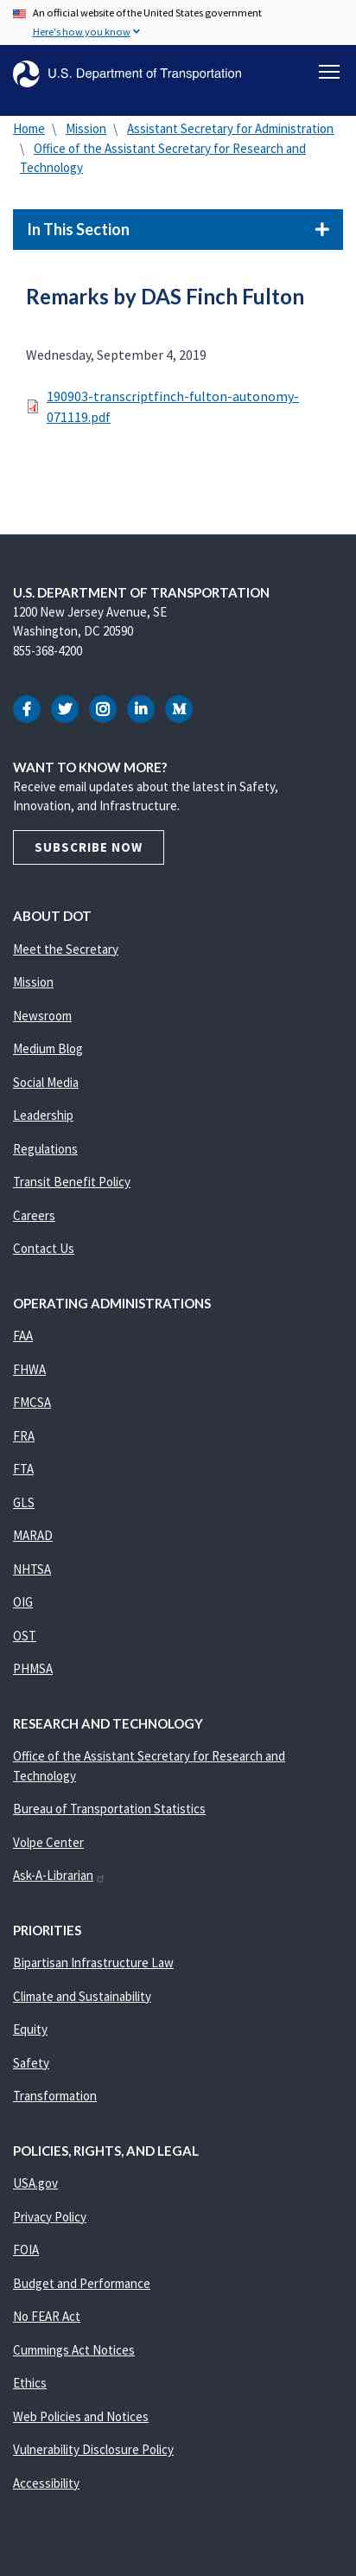 An official website of the United States government
Here's how you know
U.S. Department of Transportation
Home \ Mission \ Assistant Secretary for Administration
\ Office of the Assistant Secretary for Research and
Technology
In This Section
Remarks by DAS Finch Fulton
Wednesday, September 4, 2019
190903-transcriptfinch-fulton-autonomy-
071119.pdf
U.S. DEPARTMENT OF TRANSPORTATION
1200 New Jersey Avenue, SE
Washington, DC 20590
855-368-4200
WANT TO KNOW MORE?
Receive email updates about the latest in Safety,
Innovation, and Infrastructure.
SUBSCRIBE NOW
ABOUT DOT
Meet the Secretary
Mission
Newsroom
Medium Blog
Social Media
Leadership
Regulations
Transit Benefit Policy
Careers
Contact Us
OPERATING ADMINISTRATIONS
FAA
FHWA
FMCSA
FRA
FTA
GLS
MARAD
NHTSA
OIG
OST
PHMSA
RESEARCH AND TECHNOLOGY
Office of the Assistant Secretary for Research and
Technology
Bureau of Transportation Statistics
Volpe Center
Ask-A-Librarian
PRIORITIES
Bipartisan Infrastructure Law
Climate and Sustainability
Equity
Safety
Transformation
POLICIES, RIGHTS, AND LEGAL
USA.gov
Privacy Policy
FOIA
Budget and Performance
No FEAR Act
Cummings Act Notices
Ethics
Web Policies and Notices
Vulnerability Disclosure Policy
Accessibility